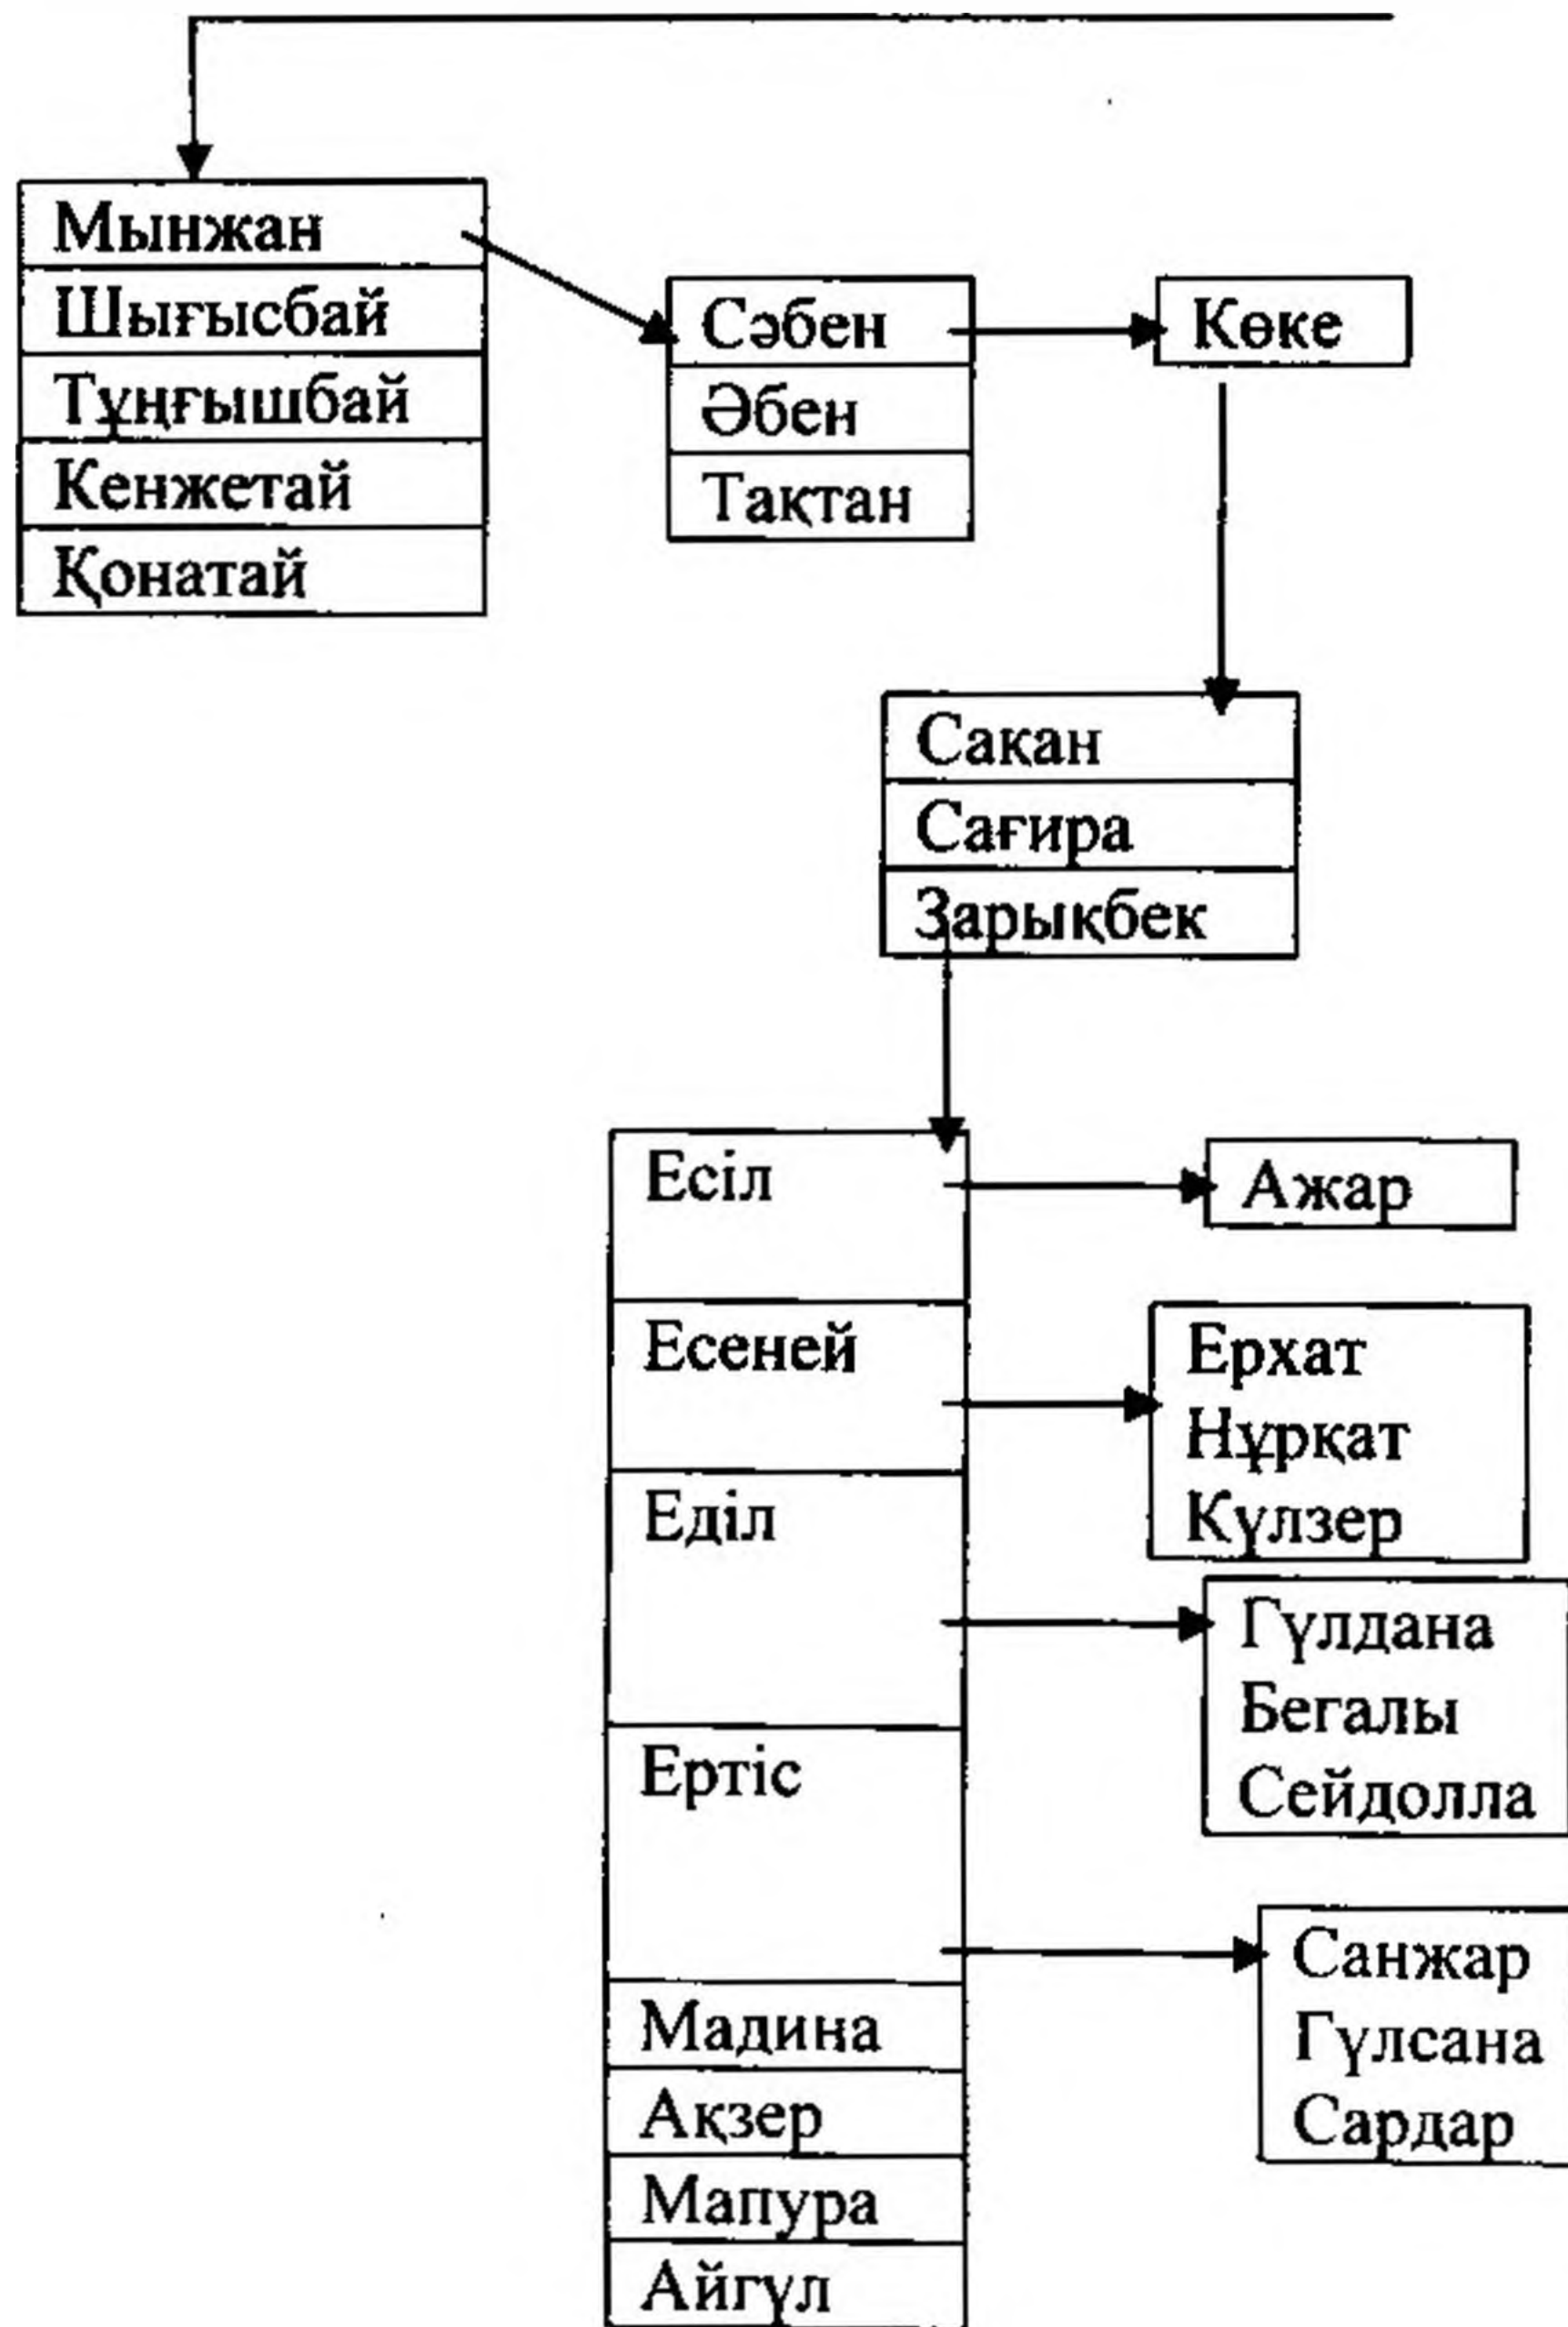 Мынжан
Шығысбай
Тұңғышбай
Кенжетай
Қонатай
Сәбен
Әбен
Тақтан
Көке
Сақан
Сағира
Зарықбек
Есіл
Есеней
Еділ
Ертіс
Мадина
Ақзер
Мапура
Айгүл
Ажар
Ерхат
Нұрқат
Күлзер
Гүлдана
Бегалы
Сейдолла
Санжар
Гүлсана
Сардар